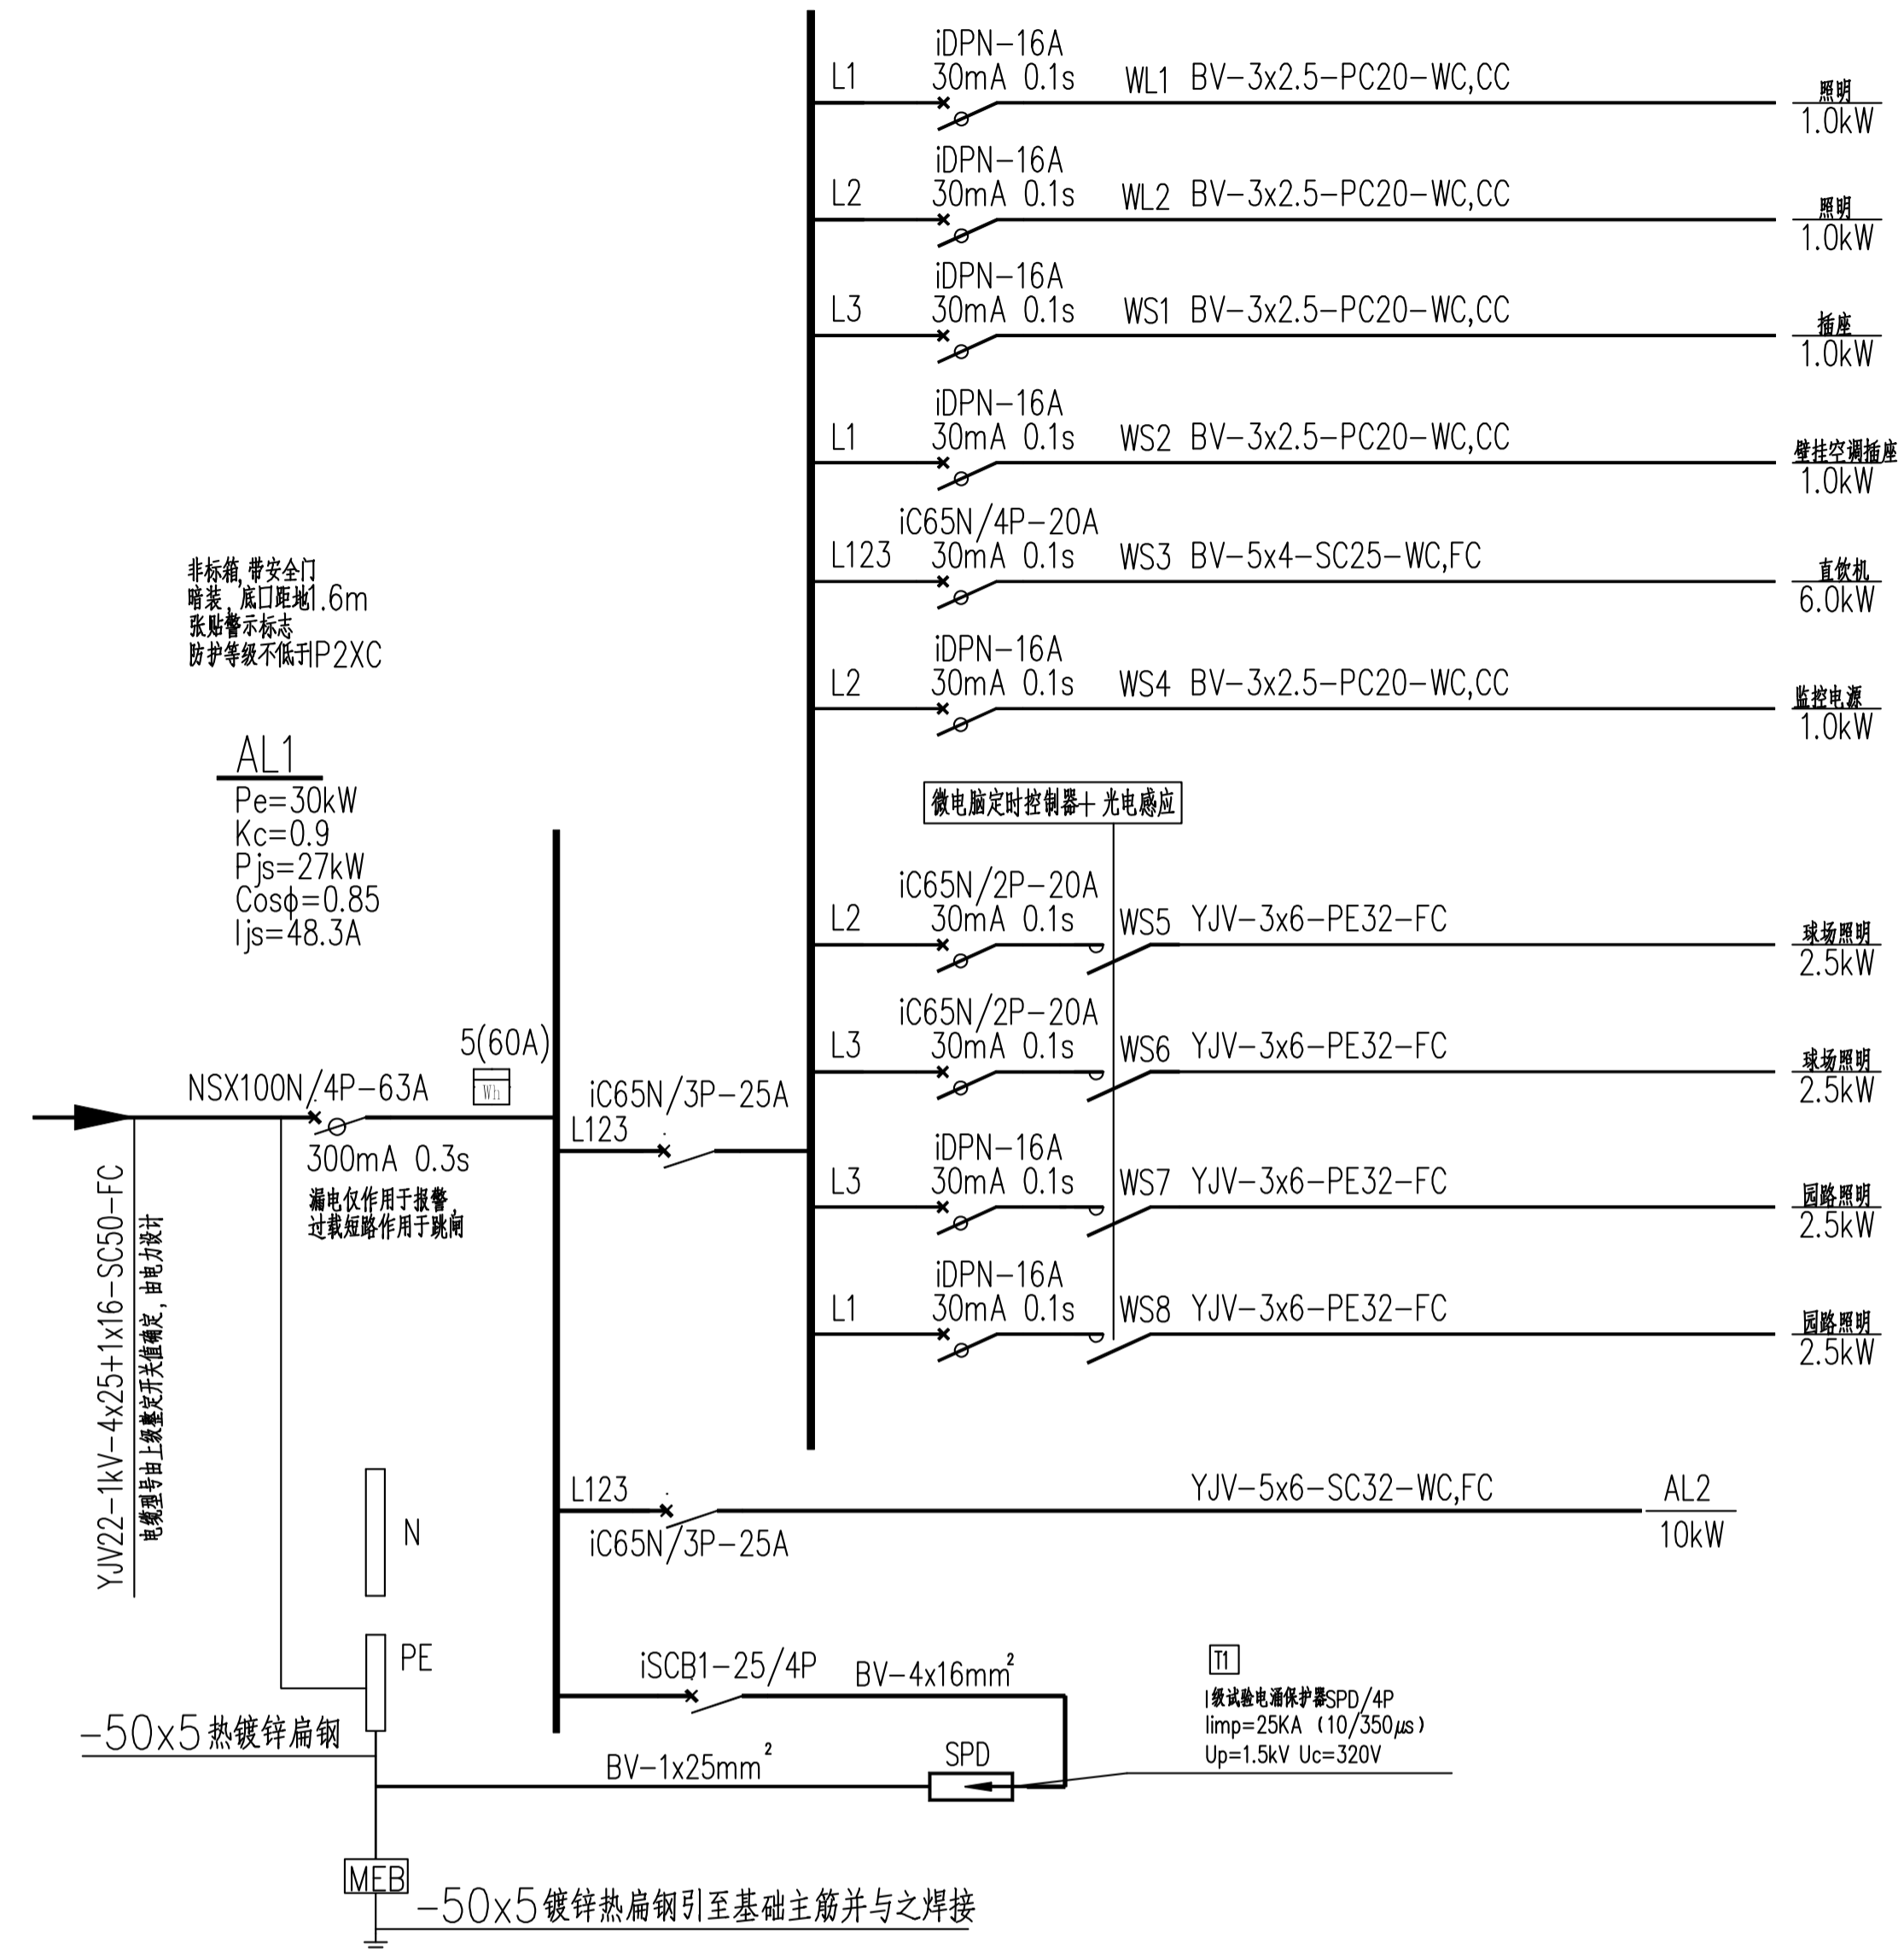 iDPN-16A
L1 30mA 0.1s WL1 BV-3x2.5-PC20-WC,CC 照明
1.0kW
iDPN-16A
L2 30mA 0.1s WL2 BV-3x2.5-PC20-WC,CC 照明
1.0kW
iDPN-16A
L3 30mA 0.1s WS1 BV-3x2.5-PC20-WC,CC 插座
1.0kW
iDPN-16A
L1 30mA 0.1s WS2 BV-3x2.5-PC20-WC,CC 壁挂空调插座
1.0kW
iC65N/4P-20A
L123 30mA 0.1s WS3 BV-5x4-SC25-WC,FC 直饮机
6.0kW
iDPN-16A
L2 30mA 0.1s WS4 BV-3x2.5-PC20-WC,CC 监控电源
1.0kW
非标箱,带安全门
暗装,底口距地1.6m
张贴警示标志
防护等级不低于IP2XC
AL1
Pe=30kW
Kc=0.9
Pjs=27kW
Cosϕ=0.85
Ijs=48.3A
微电脑定时控制器+光电感应
iC65N/2P-20A
L2 30mA 0.1s WS5 YJV-3x6-PE32-FC 球场照明
2.5kW
iC65N/2P-20A
L3 30mA 0.1s WS6 YJV-3x6-PE32-FC 球场照明
2.5kW
iDPN-16A
L3 30mA 0.1s WS7 YJV-3x6-PE32-FC 园路照明
2.5kW
iDPN-16A
L1 30mA 0.1s WS8 YJV-3x6-PE32-FC 园路照明
2.5kW
5(60A)
Wh
NSX100N/4P-63A
300mA 0.3s
漏电仅作用于报警,
过载短路作用于跳闸
iC65N/3P-25A
L123
YJV22-1kV-4x25+1x16-SC50-FC
电缆型号由上级整定开关值确定,由电力设计
L123 YJV-5x6-SC32-WC,FC AL2
iC65N/3P-25A 10kW
N
PE
iSCB1-25/4P BV-4x16mm²
T1
I级试验电涌保护器SPD/4P
Iimp=25KA (10/350μs)
Up=1.5kV Uc=320V
-50x5热镀锌扁钢
BV-1x25mm² SPD
MEB
-50x5镀锌热扁钢引至基础主筋并与之焊接